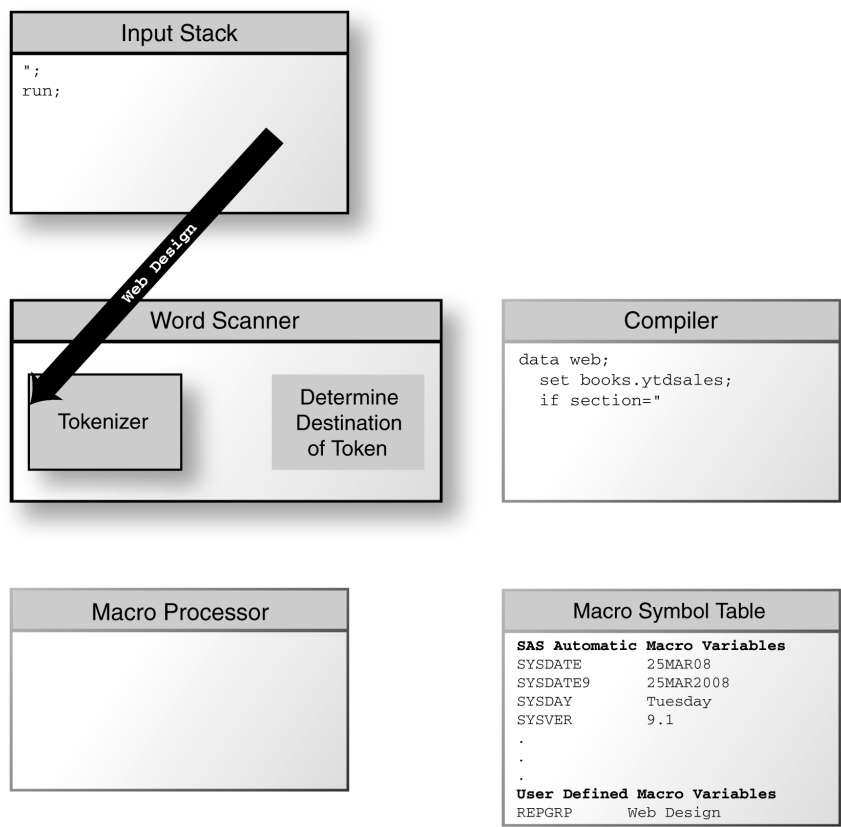 Input Stack
";
run;
Web Design
Word Scanner
Tokenizer
Determine
Destination
of Token
Compiler
data web;
set books.ytdsales;
if section="
Macro Processor
Macro Symbol Table
SAS Automatic Macro Variables
SYSDATE 25MAR08
SYSDATE9 25MAR2008
SYSDAY Tuesday
SYSVER 9.1
.
.
.
User Defined Macro Variables
REPGRP Web Design